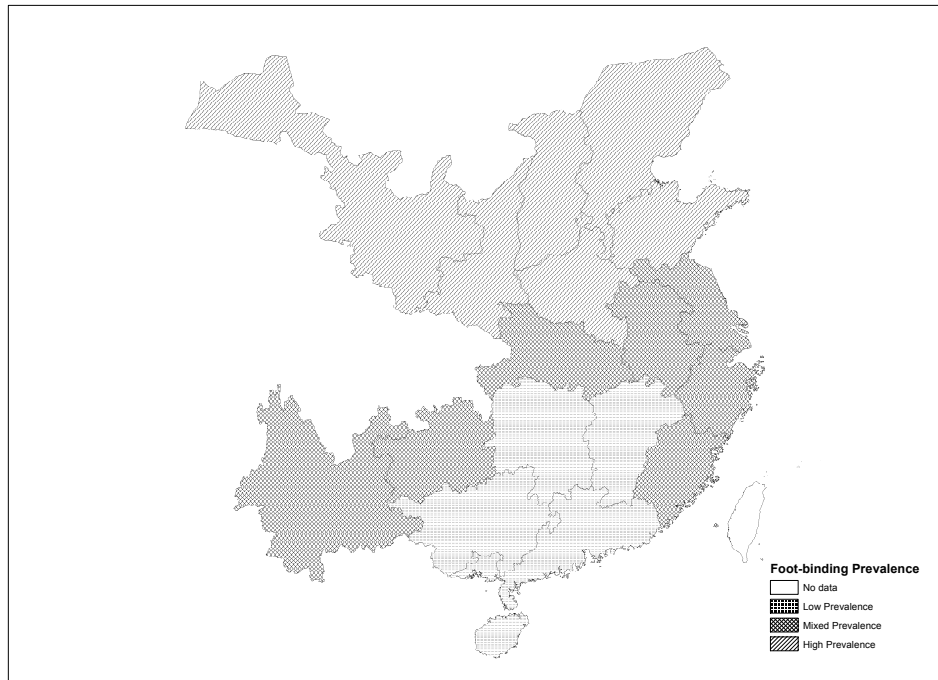 Foot-binding Prevalence
No data
Low Prevalence
Mixed Prevalence
High Prevalence